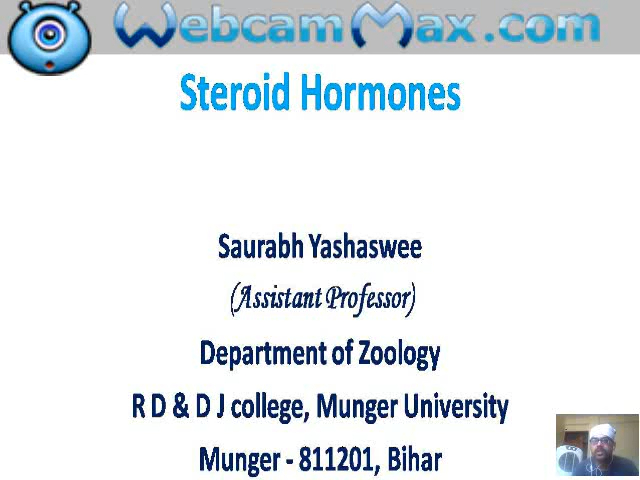 WebcamMax.com
Steroid Hormones
Saurabh Yashaswee
(Assistant Professor)
Department of Zoology
R D & D J college, Munger University
Munger - 811201, Bihar